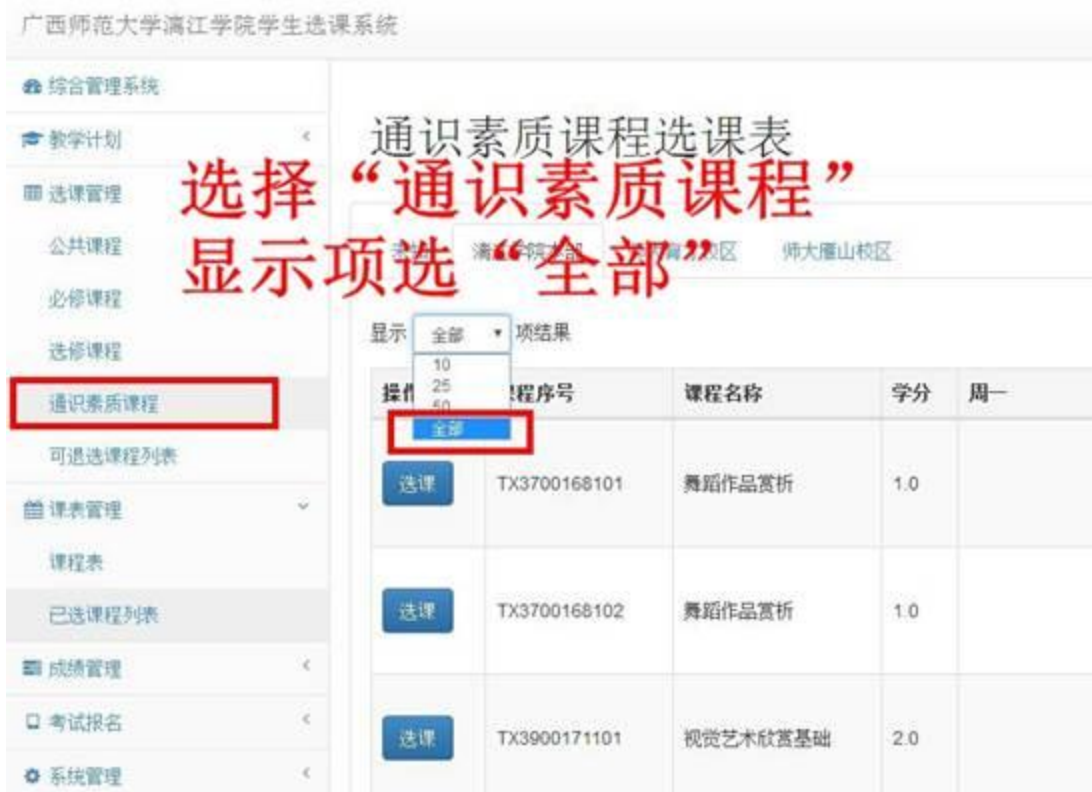 广西师范大学漓江学院学生选课系统
综合管理系统
教学计划
选课管理
公共课程
必修课程
选修课程
通识素质课程
可退选课程列表
课表管理
课程表
已选课程列表
成绩管理
考试报名
系统管理
通识素质课程选课表
选择“通识素质课程”
显示项选“全部”
师大雁山校区
显示 全部 项结果
10
25
50
全部
课程序号 课程名称 学分 周一
选课 TX3700168101 舞蹈作品赏析 1.0
选课 TX3700168102 舞蹈作品赏析 1.0
选课 TX3900171101 视觉艺术欣赏基础 2.0